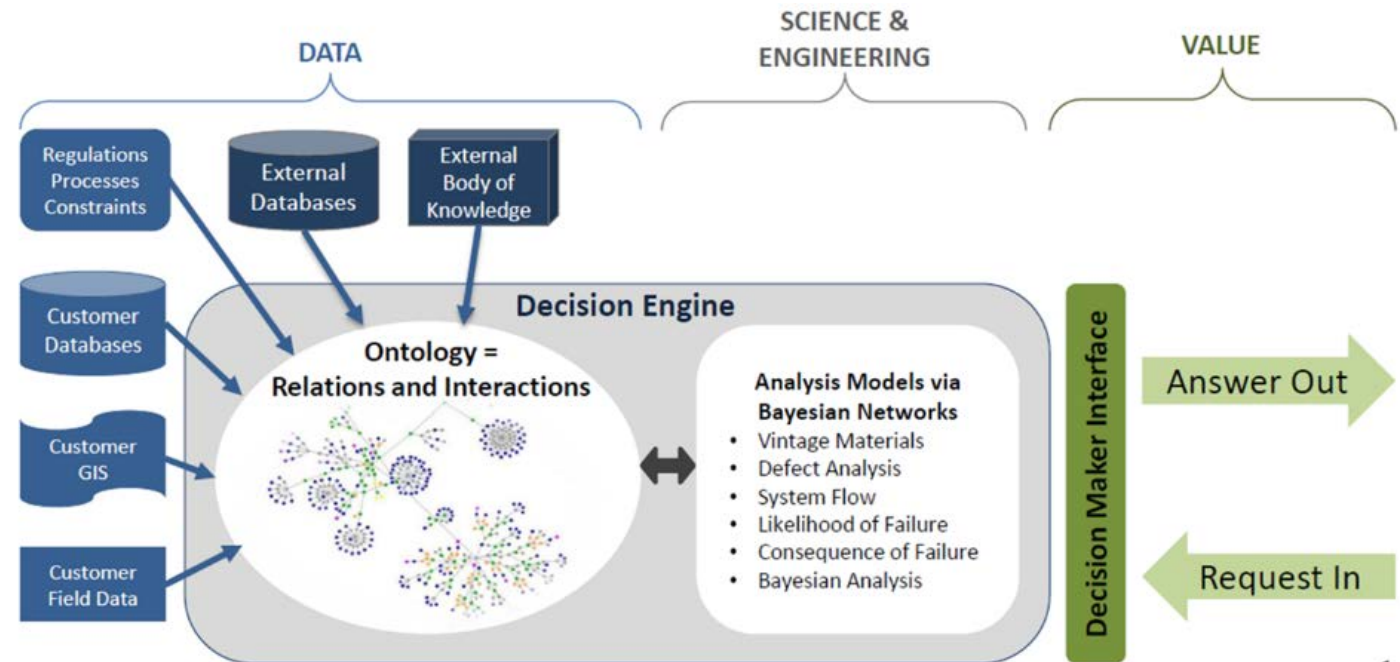 DATA
SCIENCE &
ENGINEERING
VALUE
Regulations
Processes
Constraints
External
Databases
External
Body of
Knowledge
Customer
Databases
Customer
GIS
Customer
Field Data
Decision Engine
Ontology =
Relations and Interactions
Analysis Models via
Bayesian Networks
• Vintage Materials
• Defect Analysis
• System Flow
• Likelihood of Failure
• Consequence of Failure
• Bayesian Analysis
Decision Maker Interface
Answer Out
Request In